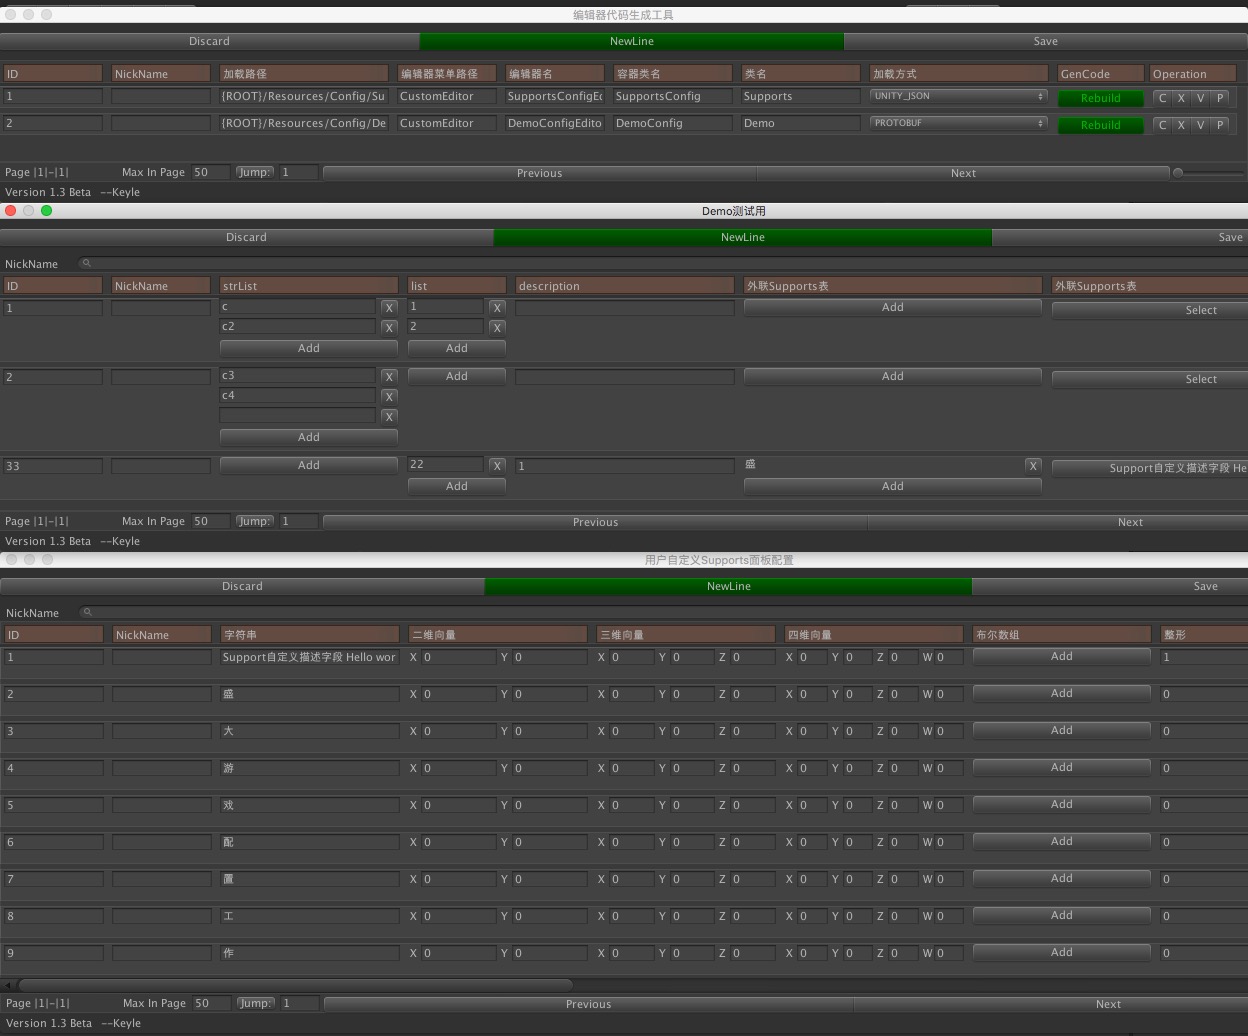 编辑器代码生成工具
Discard NewLine Save
ID NickName 加载路径 编辑器菜单路径 编辑器名 容器类名 类名 加载方式 GenCode Operation
1 {ROOT}/Resources/Config/Su CustomEditor SupportsConfigEd SupportsConfig Supports UNITY_JSON Rebuild C X V P
2 {ROOT}/Resources/Config/De CustomEditor DemoConfigEdito DemoConfig Demo PROTOBUF Rebuild C X V P
Page |1|-|1| Max In Page 50 Jump: 1 Previous Next
Version 1.3 Beta --Keyle
Demo测试用
Discard NewLine Save
NickName
ID NickName strList list description 外联Supports表 外联Supports表
1 c X 1 X Add Select
c2 X 2 X
Add Add
2 c3 X Add Add Select
c4 X
X
Add
33 Add 22 X 1 盛 X Support自定义描述字段 He
Add Add
Page |1|-|1| Max In Page 50 Jump: 1 Previous Next
Version 1.3 Beta --Keyle
用户自定义Supports面板配置
Discard NewLine Save
NickName
ID NickName 字符串 二维向量 三维向量 四维向量 布尔数组 整形
1 Support自定义描述字段 Hello wor X 0 Y 0 X 0 Y 0 Z 0 X 0 Y 0 Z 0 W 0 Add 1
2 盛 X 0 Y 0 X 0 Y 0 Z 0 X 0 Y 0 Z 0 W 0 Add 0
3 大 X 0 Y 0 X 0 Y 0 Z 0 X 0 Y 0 Z 0 W 0 Add 0
4 游 X 0 Y 0 X 0 Y 0 Z 0 X 0 Y 0 Z 0 W 0 Add 0
5 戏 X 0 Y 0 X 0 Y 0 Z 0 X 0 Y 0 Z 0 W 0 Add 0
6 配 X 0 Y 0 X 0 Y 0 Z 0 X 0 Y 0 Z 0 W 0 Add 0
7 置 X 0 Y 0 X 0 Y 0 Z 0 X 0 Y 0 Z 0 W 0 Add 0
8 工 X 0 Y 0 X 0 Y 0 Z 0 X 0 Y 0 Z 0 W 0 Add 0
9 作 X 0 Y 0 X 0 Y 0 Z 0 X 0 Y 0 Z 0 W 0 Add 0
Page |1|-|1| Max In Page 50 Jump: 1 Previous Next
Version 1.3 Beta --Keyle